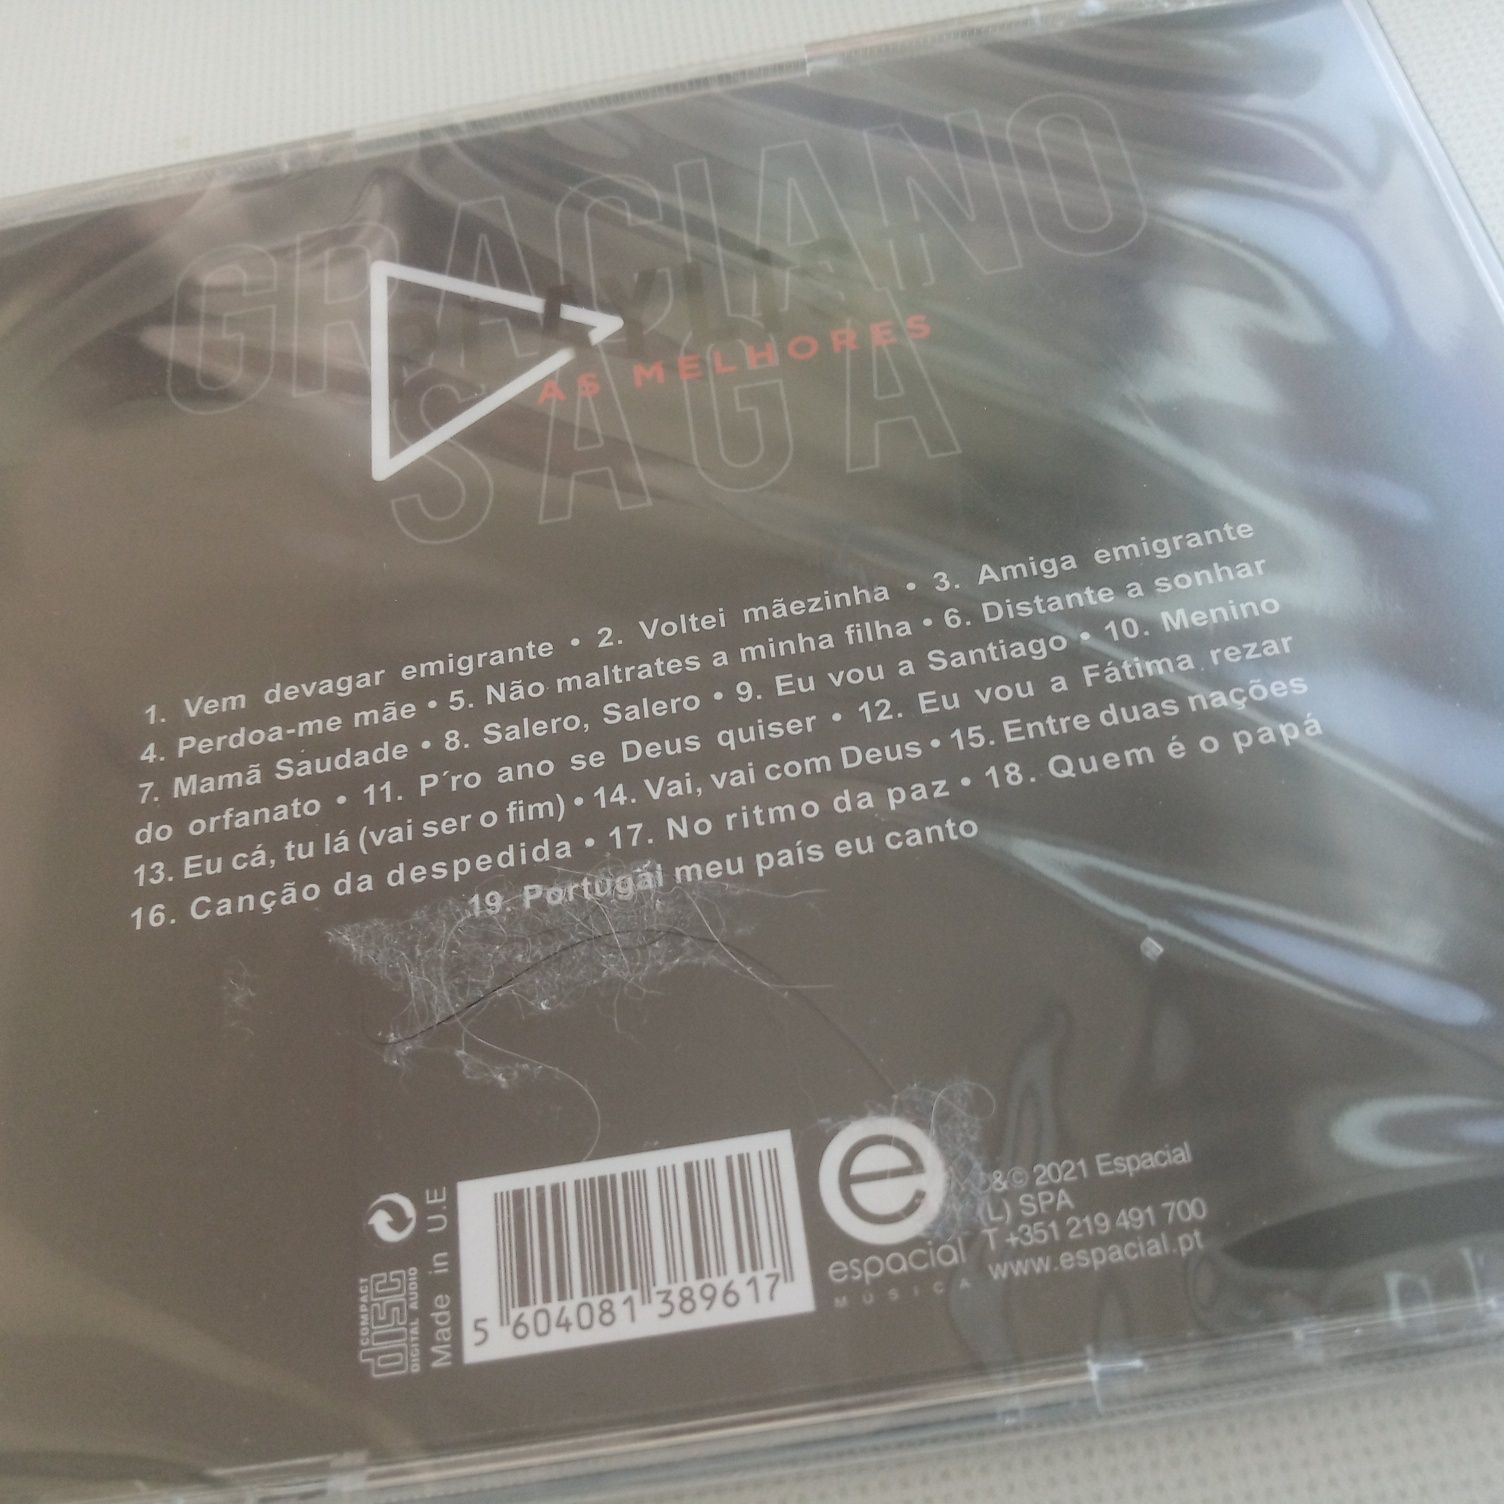 GRACIANO
SAGA
PLAYLIST
AS MELHORES
1. Vem devagar emigrante • 2. Voltei mãezinha • 3. Amiga emigrante
4. Perdoa-me mãe • 5. Não maltrates a minha filha • 6. Distante a sonhar
7. Mamã Saudade • 8. Salero, Salero • 9. Eu vou a Santiago • 10. Menino
do orfanato • 11. P´ro ano se Deus quiser • 12. Eu vou a Fátima rezar
13. Eu cá, tu lá (vai ser o fim) • 14. Vai, vai com Deus • 15. Entre duas nações
16. Canção da despedida • 17. No ritmo da paz • 18. Quem é o papá
19. Portugal meu país eu canto
COMPACT
disc
DIGITAL AUDIO
Made in U.E
5 604081 389617
e
espacial
MÚSICA
&© 2021 Espacial
(L) SPA
T +351 219 491 700
www.espacial.pt